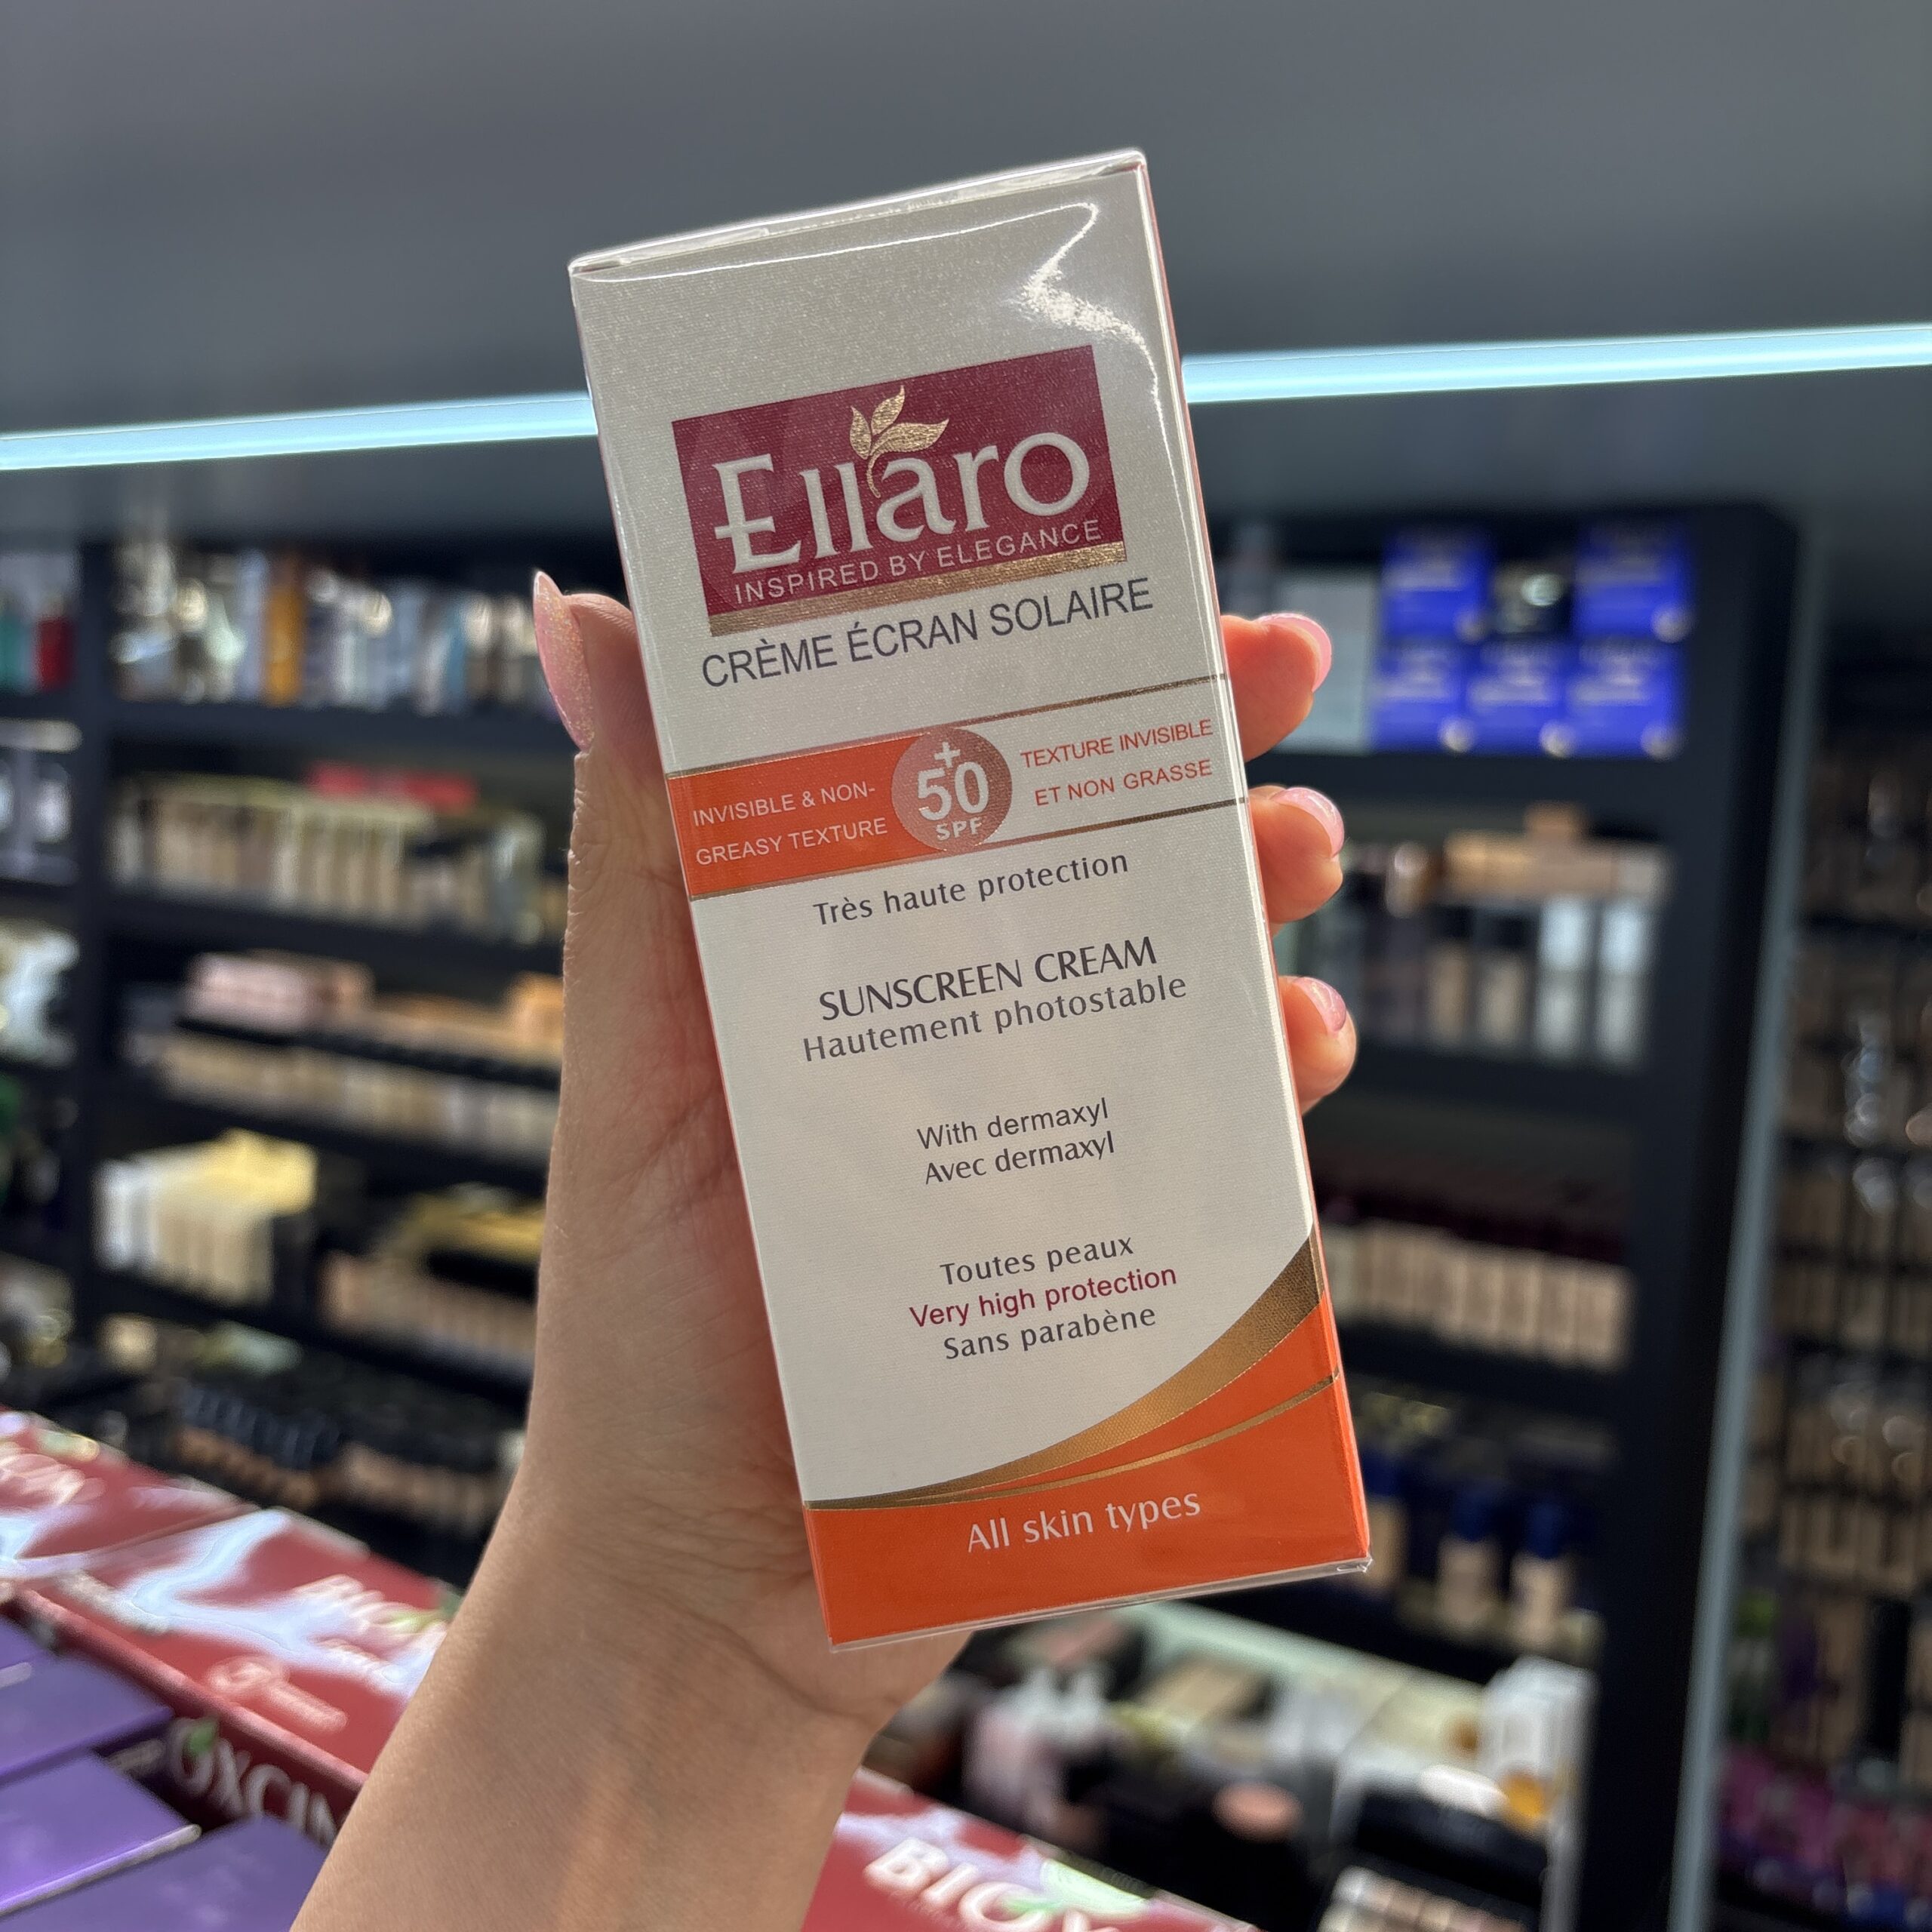 Ellaro
INSPIRED BY ELEGANCE
CRÈME ÉCRAN SOLAIRE
INVISIBLE & NON-
GREASY TEXTURE
+
50
SPF
TEXTURE INVISIBLE
ET NON GRASSE
Très haute protection
SUNSCREEN CREAM
Hautement photostable
With dermaxyl
Avec dermaxyl
Toutes peaux
Very high protection
Sans parabène
All skin types